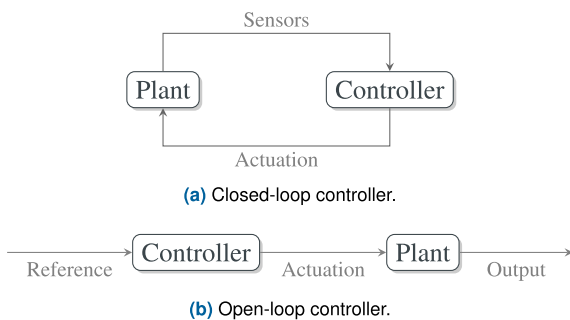 Sensors
Plant Controller
Actuation
(a) Closed-loop controller.
Controller Plant
Reference Actuation Output
(b) Open-loop controller.